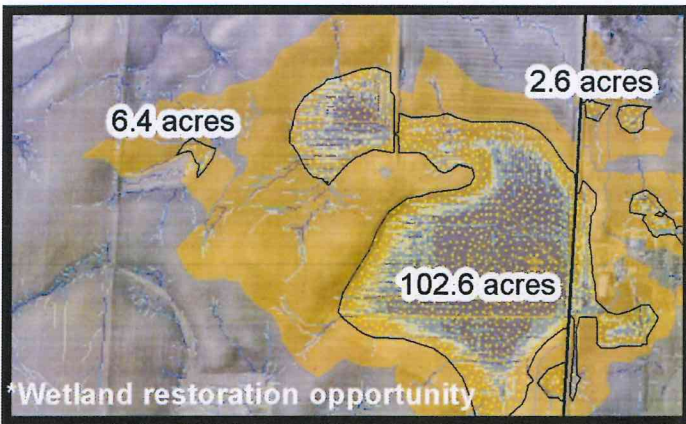 2.6 acres
6.4 acres
102.6 acres
*Wetland restoration opportunity